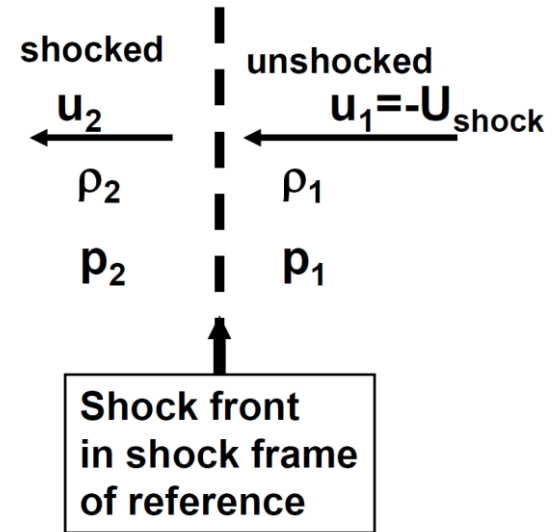 shocked
unshocked
u₂
u₁=-Ushock
ρ₂
ρ₁
p₂
p₁
Shock front
in shock frame
of reference